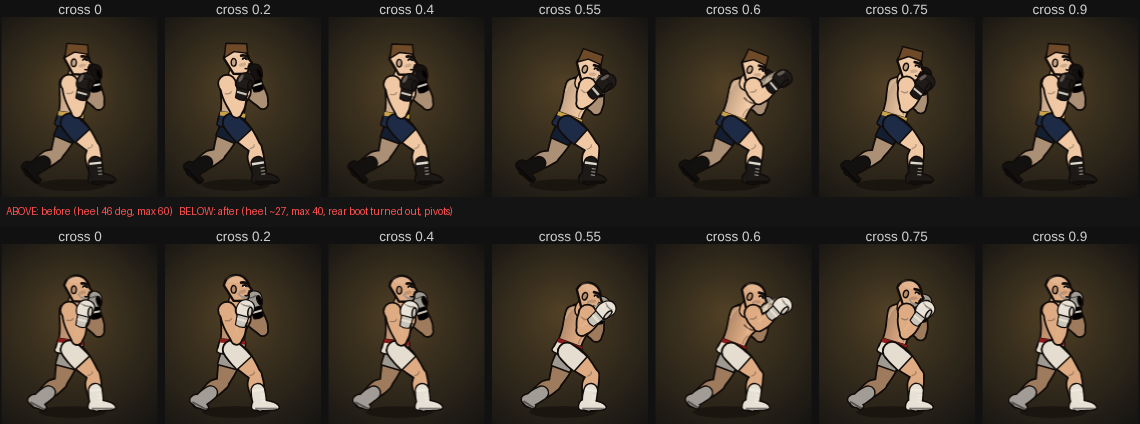 cross 0 cross 0.2 cross 0.4 cross 0.55 cross 0.6 cross 0.75 cross 0.9
ABOVE: before (heel 46 deg, max 60) BELOW: after (heel ~27, max 40, rear boot turned out, pivots)
cross 0 cross 0.2 cross 0.4 cross 0.55 cross 0.6 cross 0.75 cross 0.9